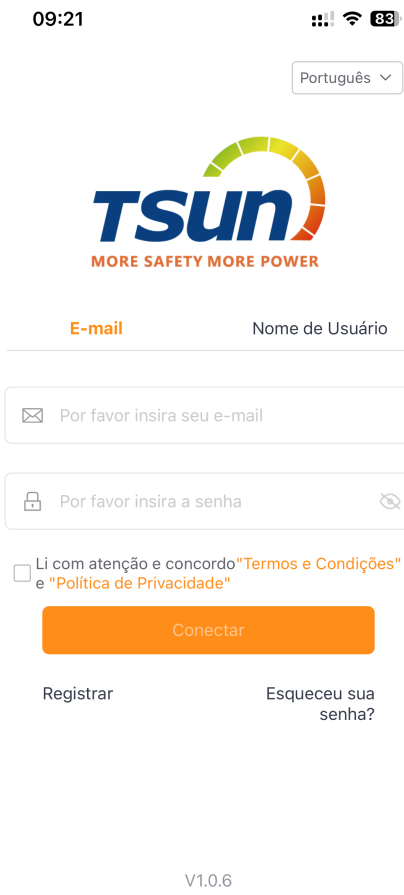 09:21
83
Português
TSUN
MORE SAFETY MORE POWER
E-mail
Nome de Usuário
Por favor insira seu e-mail
Por favor insira a senha
Li com atenção e concordo"Termos e Condições"
e "Política de Privacidade"
Conectar
Registrar
Esqueceu sua
senha?
V1.0.6